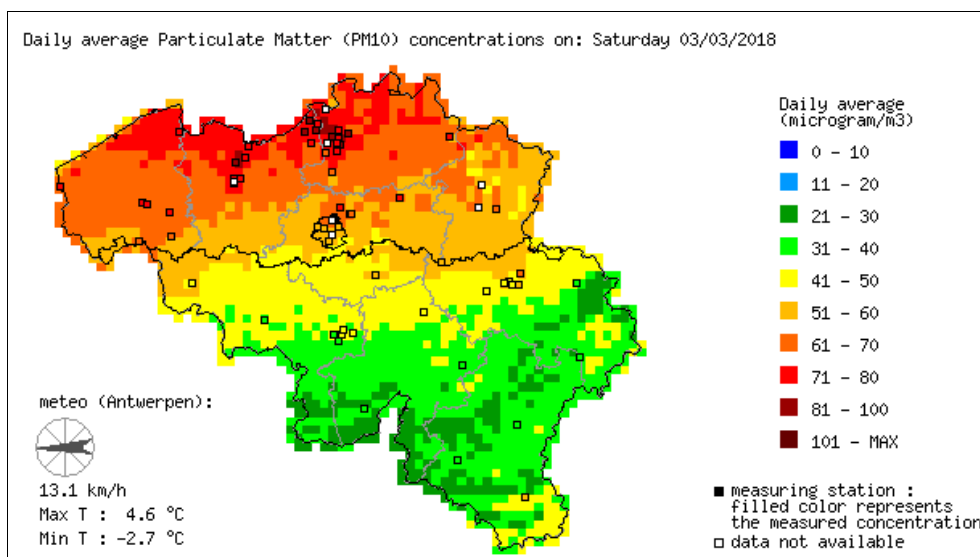 Daily average Particulate Matter (PM10) concentrations on: Saturday 03/03/2018
Daily average
(microgram/m3)
0 - 10
11 - 20
21 - 30
31 - 40
41 - 50
51 - 60
61 - 70
71 - 80
81 - 100
101 - MAX
meteo (Antwerpen):
13.1 km/h
Max T : 4.6 °C
Min T : -2.7 °C
measuring station :
filled color represents
the measured concentration
data not available